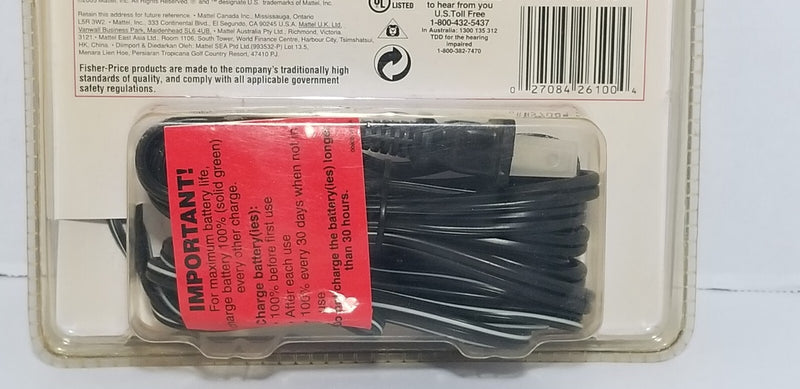 ©2003 Mattel, Inc. All Rights Reserved. ® and ™ designate U.S. trademarks of Mattel, Inc.
Retain this address for future reference. • Mattel Canada Inc., Mississauga, Ontario
L5R 3W2. • Mattel, Inc., 333 Continental Blvd., El Segundo, CA 90245 U.S.A. Mattel U.K. Ltd.
Vanwall Business Park, Maidenhead SL6 4UB. • Mattel Australia Pty Ltd., Richmond, Victoria.
3121 • Mattel East Asia Ltd., Room 1106, South Tower, World Finance Centre, Harbour City, Tsimshatsui,
HK, China. • Diimport & Diedarkan Oleh: Mattel SEA Ptd Ltd.(993532-P) Lot 13.5,
Menara Lien Hoe, Persiaran Tropicana Golf Country Resort, 47410 PJ.
Fisher-Price products are made to the company's traditionally high
standards of quality, and comply with all applicable government
safety regulations.
UL LISTED
to hear from you
U.S. Toll Free
1-800-432-5437
In Australia: 1300 135 312
TDD for the hearing
impaired
1-800-382-7470
0 27084 26100 4
IMPORTANT!
For maximum battery life,
harge battery 100% (solid green)
every other charge.
Charge battery(ies):
• 100% before first use
• After each use
• 100% every 30 days when not in
use
charge the battery(ies) longer
than 30 hours.